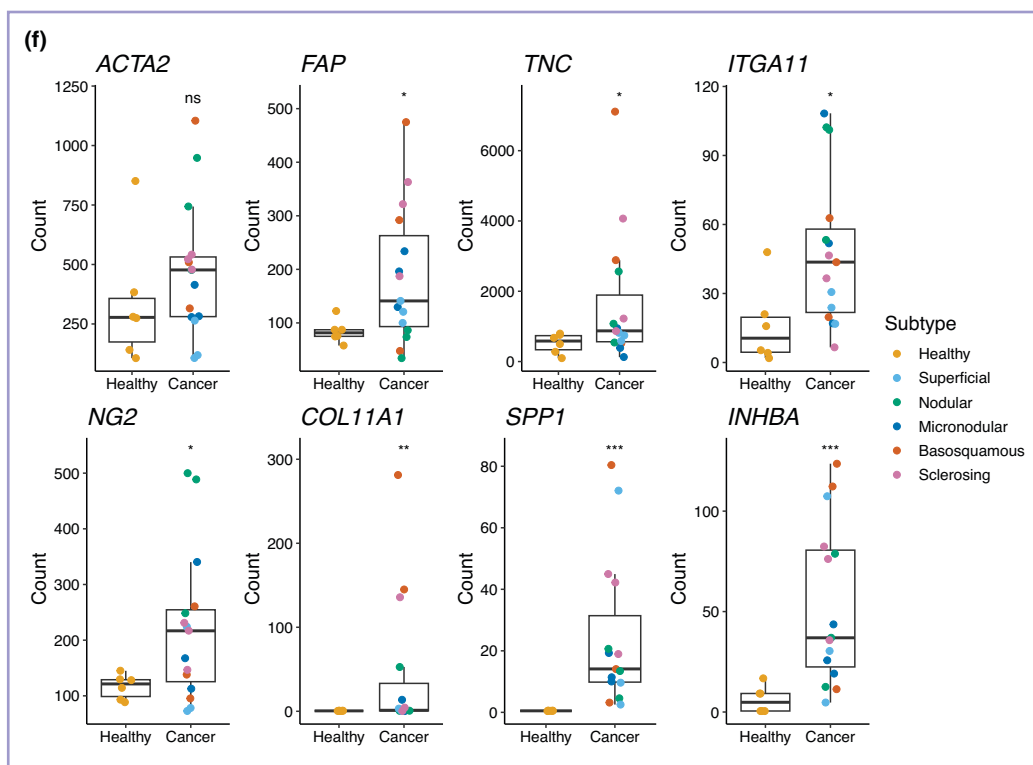 (f)
ACTA2
FAP
TNC
ITGA11
1250
1000
750
500
250
Count
ns
Healthy
Cancer
500
400
300
200
100
Count
*
Healthy
Cancer
6000
4000
2000
0
Count
*
Healthy
Cancer
120
90
60
30
0
Count
*
Healthy
Cancer
NG2
COL11A1
SPP1
INHBA
500
400
300
200
100
Count
*
Healthy
Cancer
300
200
100
0
Count
**
Healthy
Cancer
80
60
40
20
0
Count
***
Healthy
Cancer
100
50
0
Count
***
Healthy
Cancer
Subtype
Healthy
Superficial
Nodular
Micronodular
Basosquamous
Sclerosing